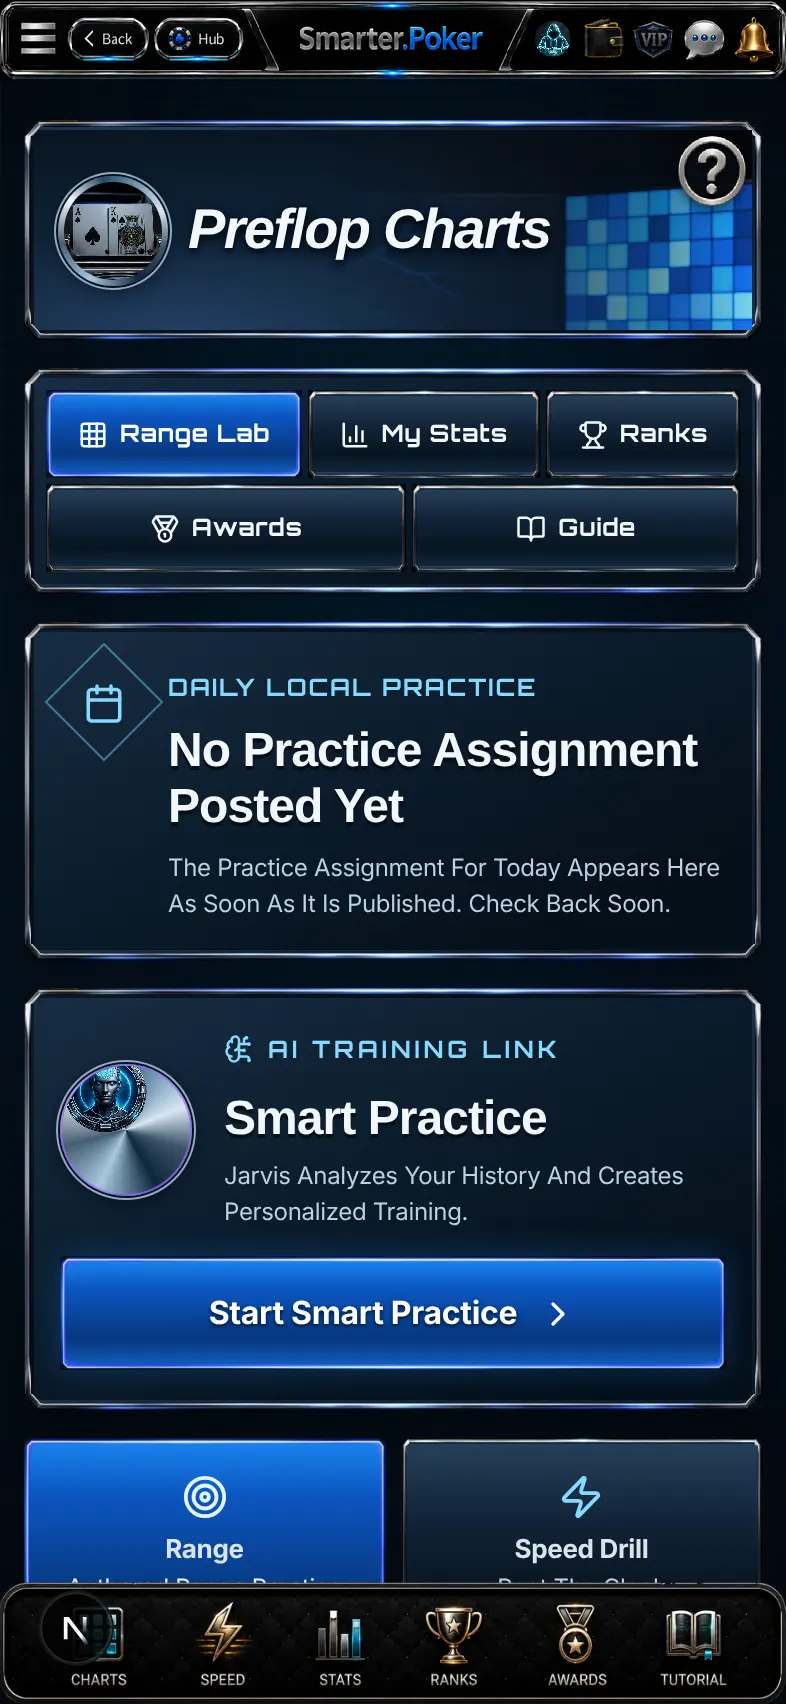 Back
Hub
Smarter.Poker
VIP
Preflop Charts
Range Lab
My Stats
Ranks
Awards
Guide
DAILY LOCAL PRACTICE
No Practice Assignment
Posted Yet
The Practice Assignment For Today Appears Here
As Soon As It Is Published. Check Back Soon.
AI TRAINING LINK
Smart Practice
Jarvis Analyzes Your History And Creates
Personalized Training.
Start Smart Practice
Range
Speed Drill
N
CHARTS
SPEED
STATS
RANKS
AWARDS
TUTORIAL